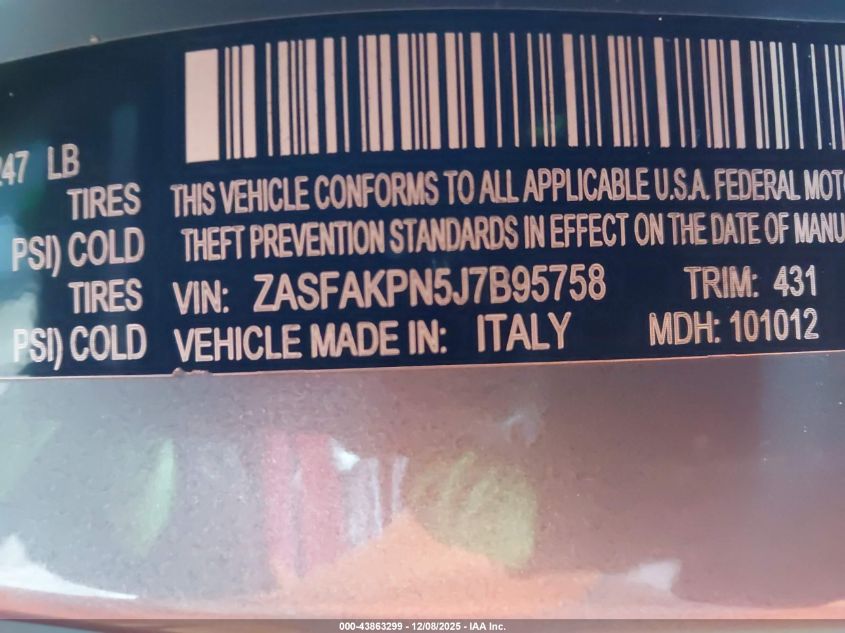 247 LB
TIRES THIS VEHICLE CONFORMS TO ALL APPLICABLE U.S.A. FEDERAL
PSI) COLD THEFT PREVENTION STANDARDS IN EFFECT ON THE DATE OF
TIRES VIN: ZASFAKPN5J7B95758 TRIM: 431
PSI) COLD VEHICLE MADE IN: ITALY MDH: 101012
000-43863299 - 12/08/2025 - IAA Inc.